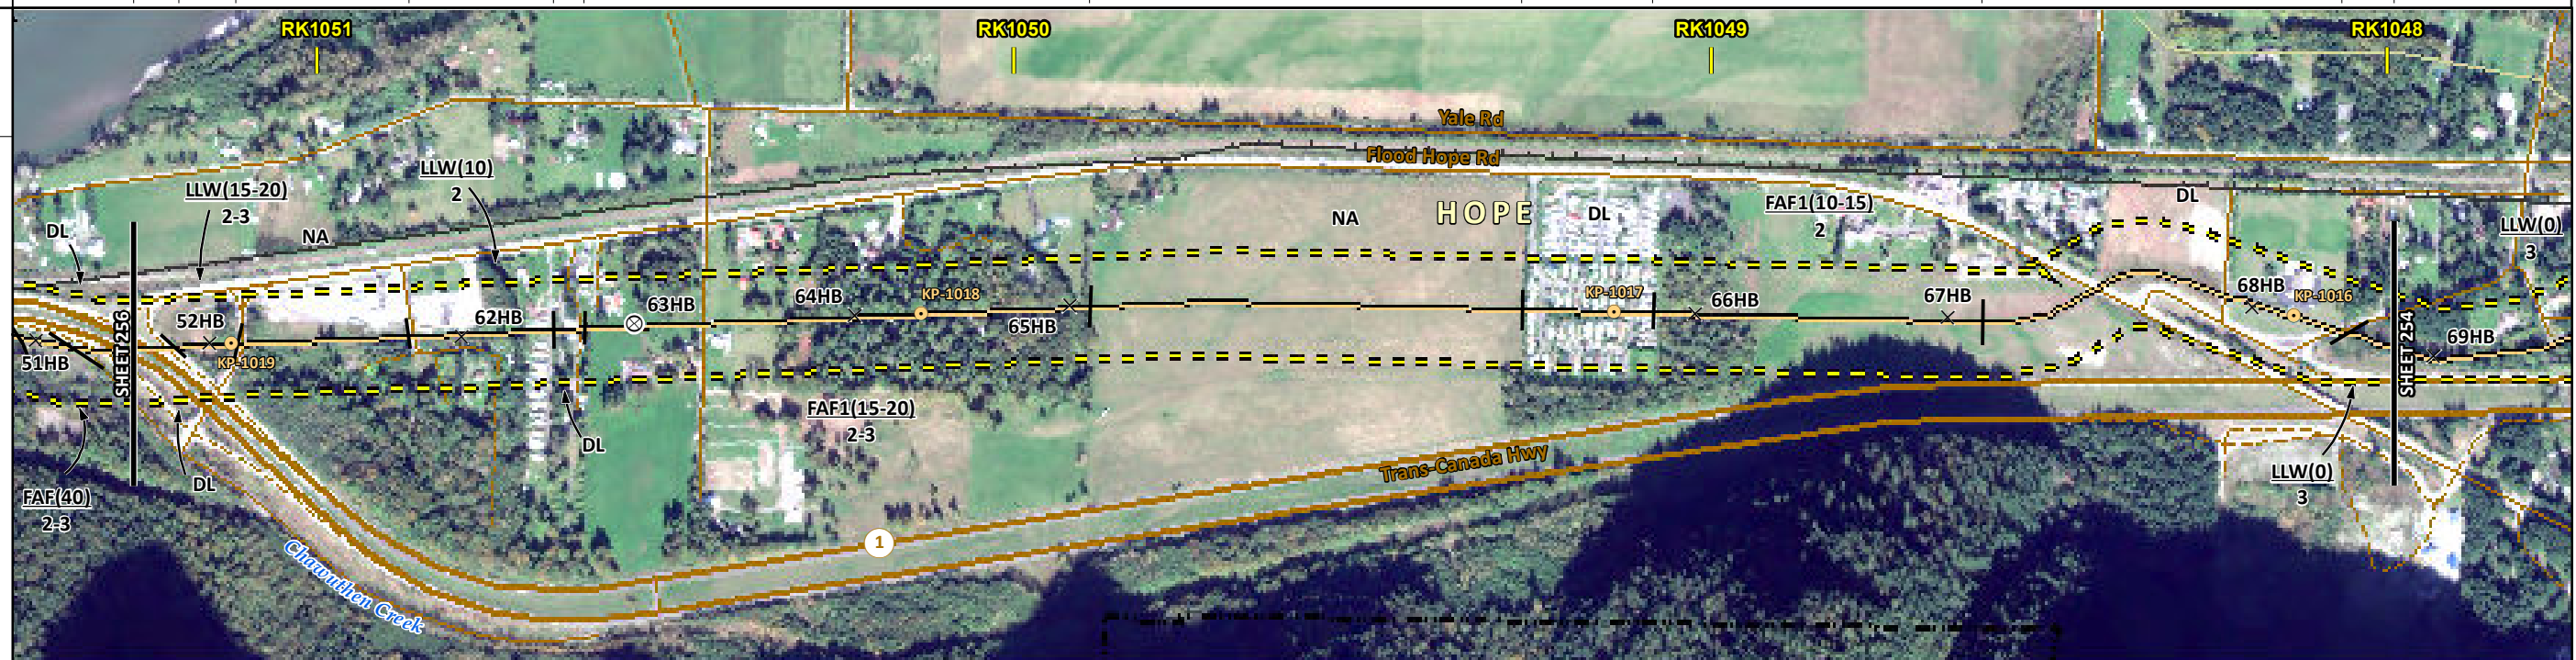 RK1051
RK1050
RK1049
RK1048
Yale Rd
Flood Hope Rd
LLW(10)
2
LLW(15-20)
2-3
DL
NA
NA
HOPE
DL
FAF1(10-15)
2
DL
LLW(0)
3
52HB
62HB
63HB
64HB
KP-1018
65HB
KP-1017
66HB
67HB
68HB
KP-1016
69HB
51HB
SHEET 256
KP-1019
SHEET 254
FAF1(15-20)
2-3
DL
DL
FAF(40)
2-3
Trans-Canada Hwy
LLW(0)
3
1
Chawuthen Creek